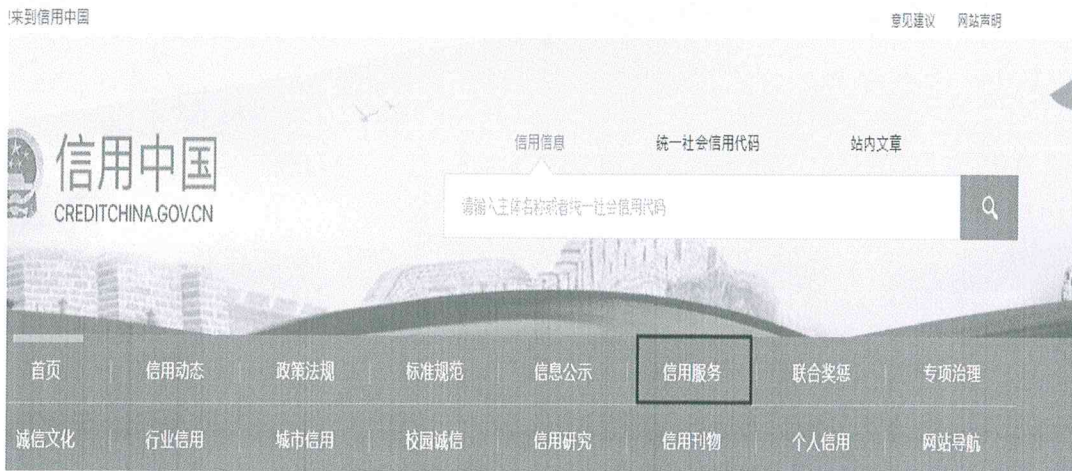 来到信用中国
意见建议 网站声明
信用信息 统一社会信用代码 站内文章
信用中国
CREDITCHINA.GOV.CN
请输入主体名称或者统一社会信用代码
首页 信用动态 政策法规 标准规范 信息公示 信用服务 联合奖惩 专项治理
诚信文化 行业信用 城市信用 校园诚信 信用研究 信用刊物 个人信用 网站导航